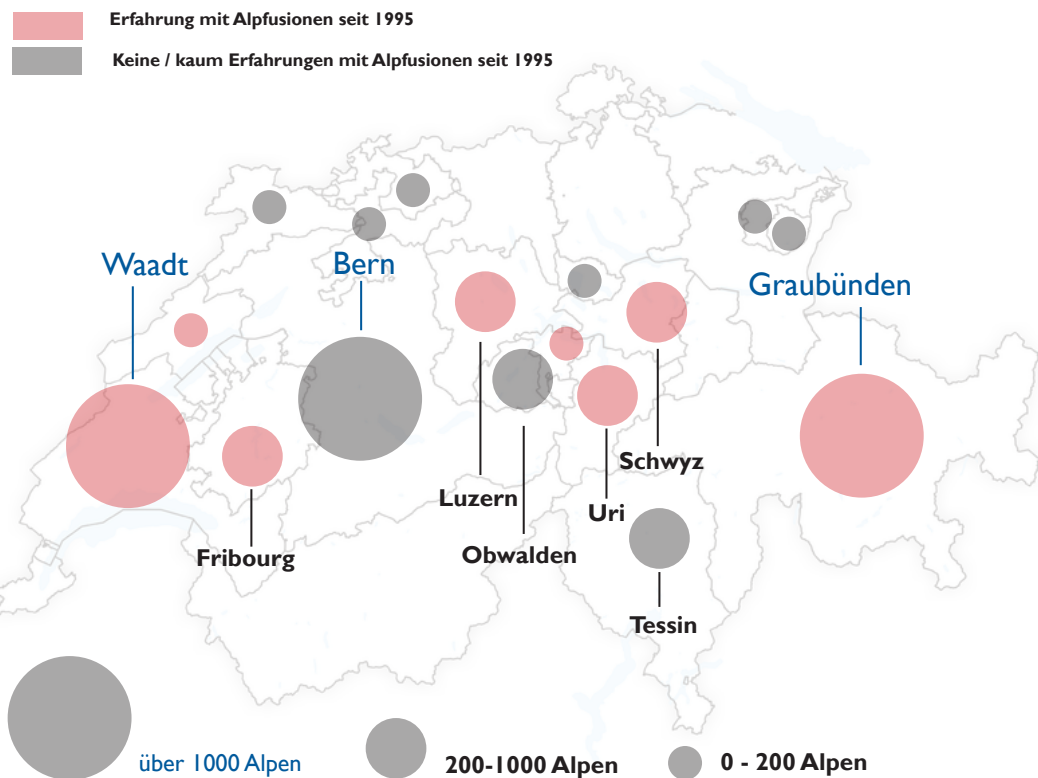 Erfahrung mit Alpfusionen seit 1995
Keine / kaum Erfahrungen mit Alpfusionen seit 1995
Waadt
Bern
Graubünden
Schwyz
Luzern
Uri
Obwalden
Fribourg
Tessin
über 1000 Alpen
200-1000 Alpen
0 - 200 Alpen